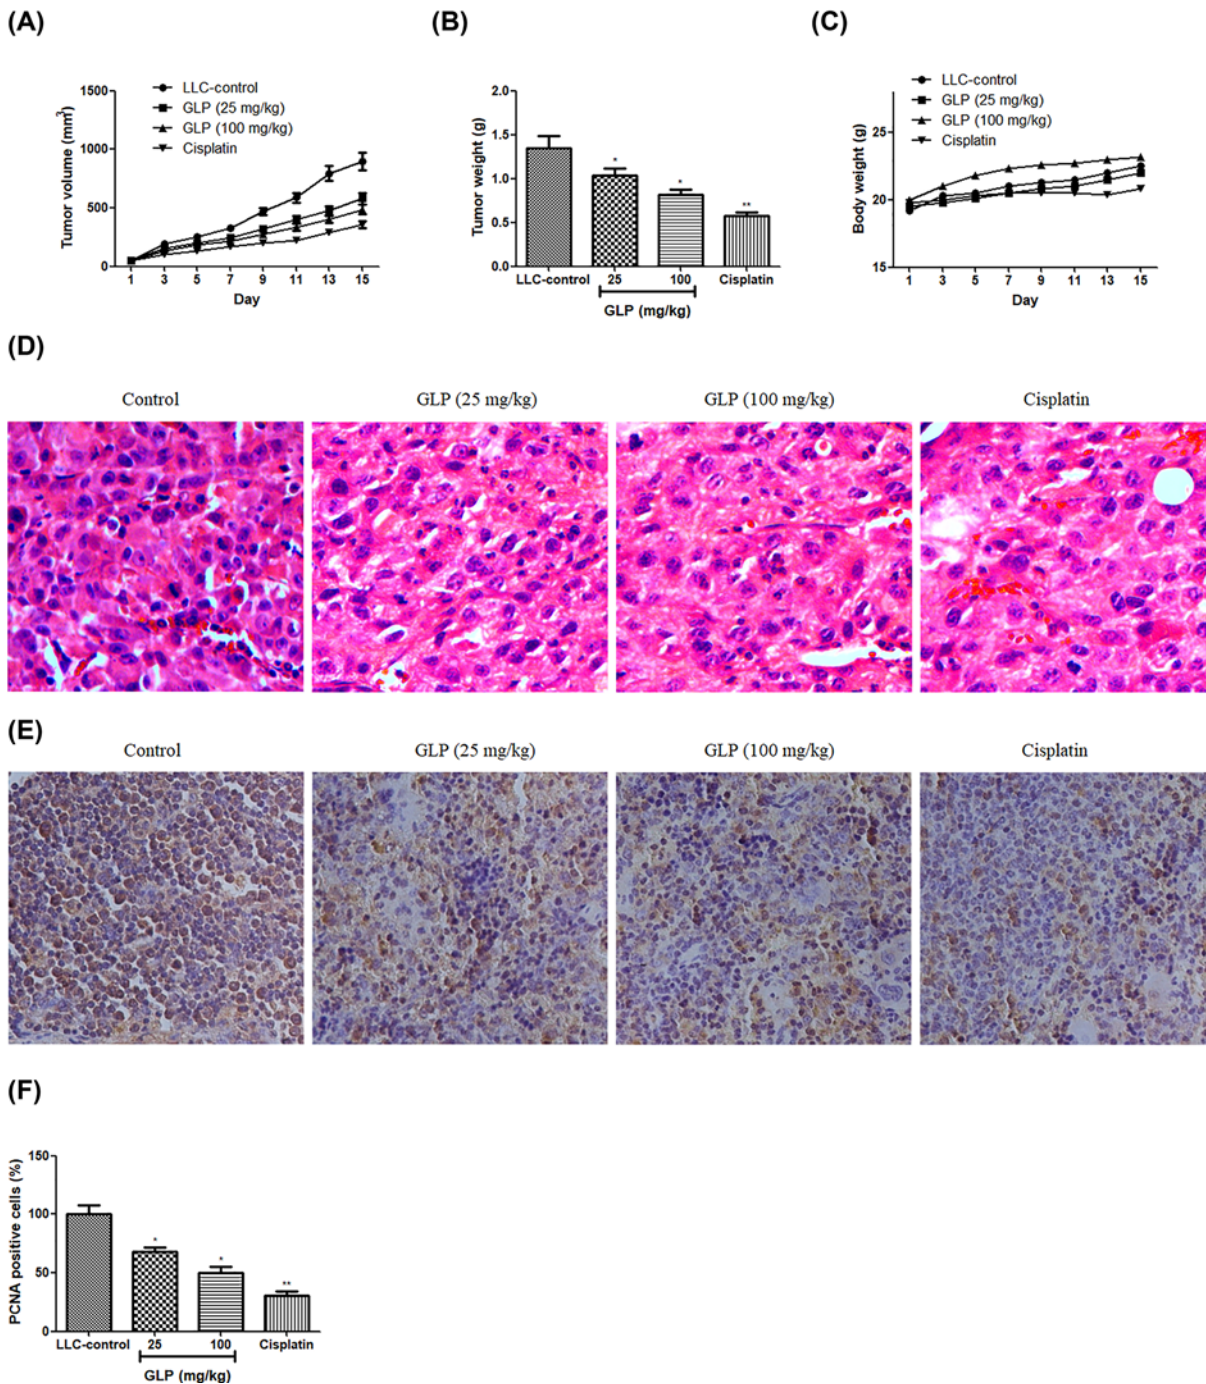 (A)
(B)
(C)
LLC-control
GLP (25 mg/kg)
GLP (100 mg/kg)
Cisplatin
Tumor volume (mm3)
1500
1000
500
0
1 3 5 7 9 11 13 15
Day
Tumor weight (g)
2.0
1.5
1.0
0.5
0.0
*
*
**
LLC-control 25 100 Cisplatin
GLP (mg/kg)
LLC-control
GLP (25 mg/kg)
GLP (100 mg/kg)
Cisplatin
Body weight (g)
25
20
15
1 3 5 7 9 11 13 15
Day
(D)
Control GLP (25 mg/kg) GLP (100 mg/kg) Cisplatin
(E)
Control GLP (25 mg/kg) GLP (100 mg/kg) Cisplatin
(F)
PCNA positive cells (%)
150
100
50
0
*
*
**
LLC-control 25 100 Cisplatin
GLP (mg/kg)